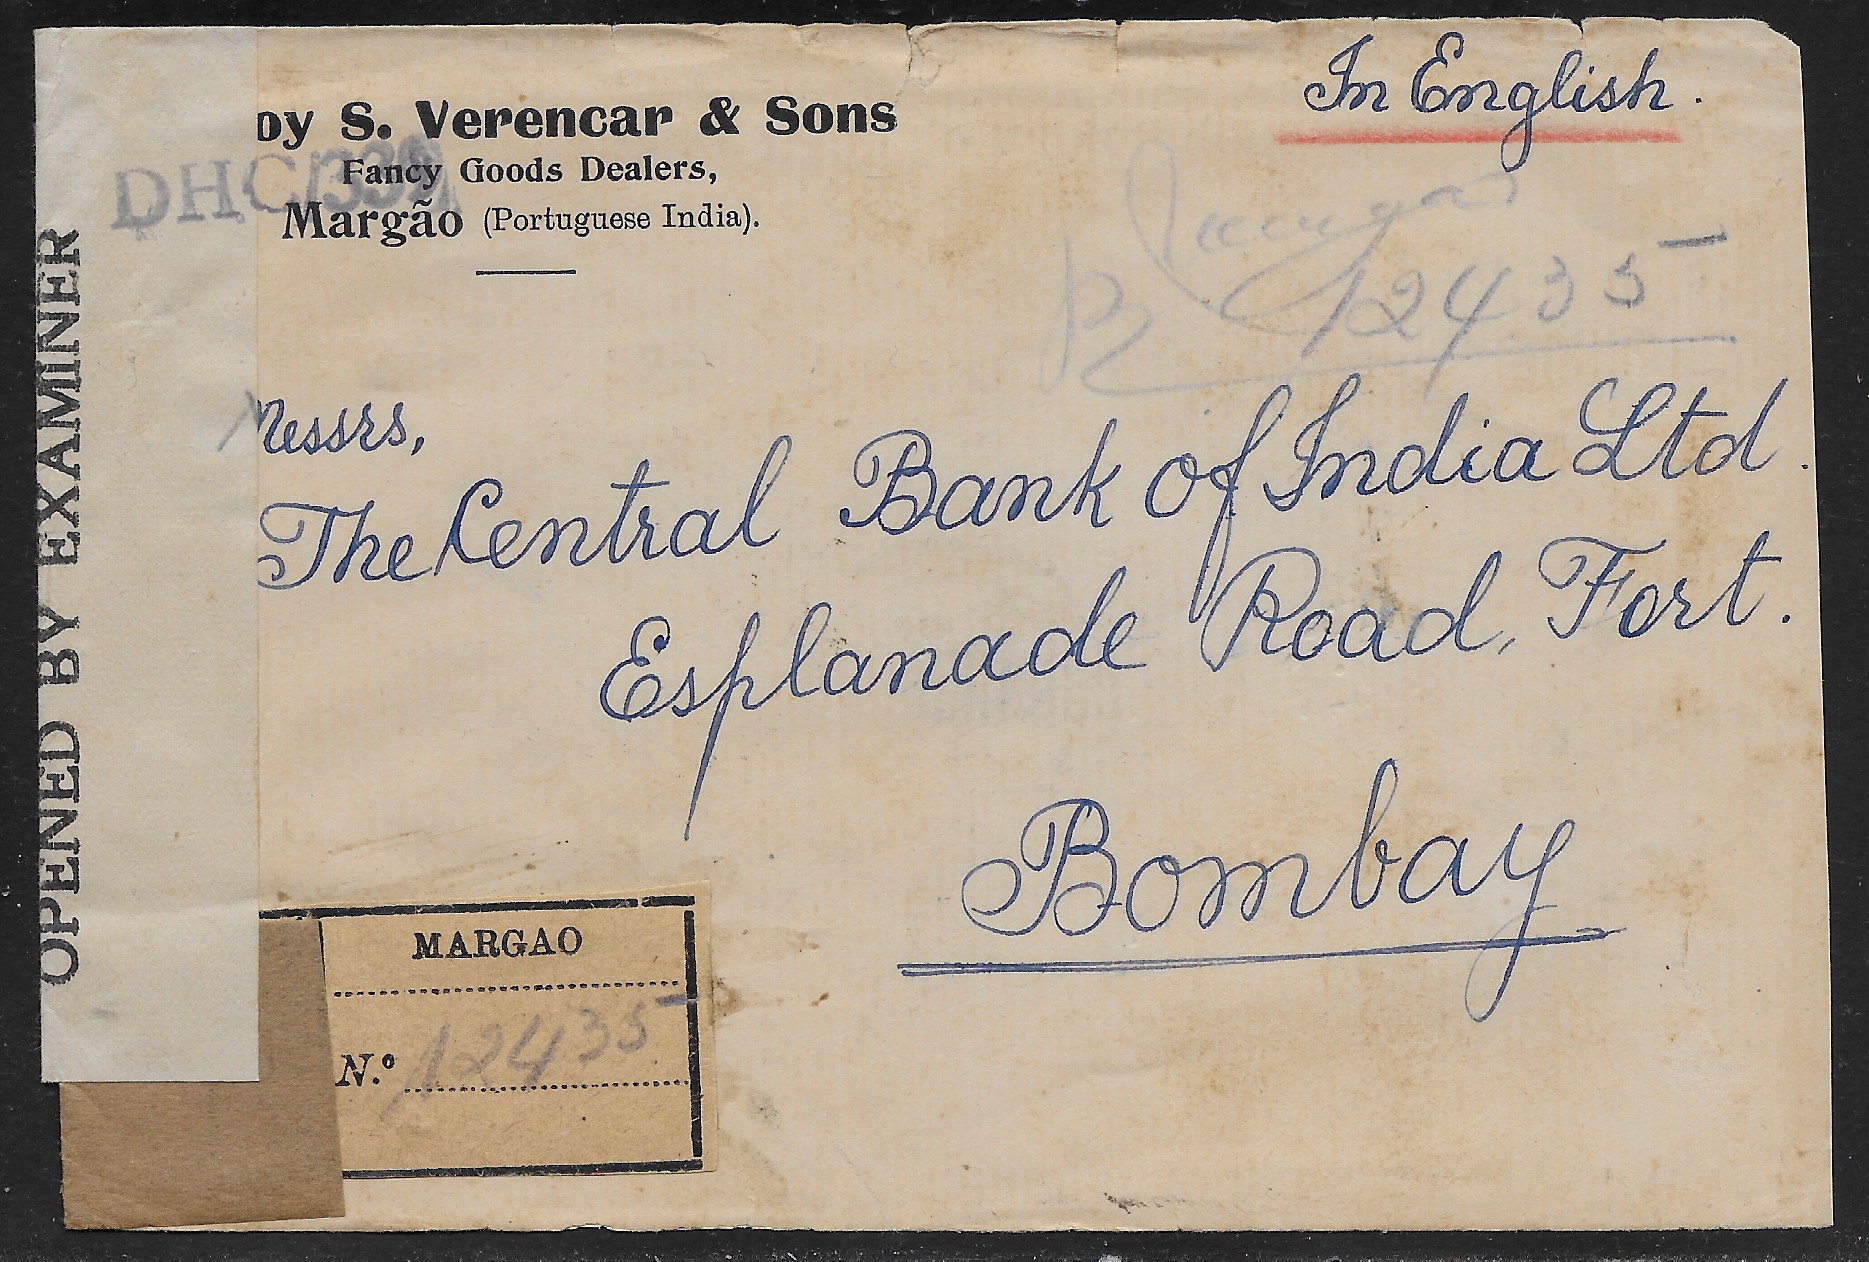 In English.
oy S. Verencar & Sons
Fancy Goods Dealers,
Margão (Portuguese India).
DHC/
OPENED BY EXAMINER
Margao
R 12435
Messrs,
The Central Bank of India Ltd.
Esplanade Road, Fort.
Bombay
MARGAO
N.º 12435